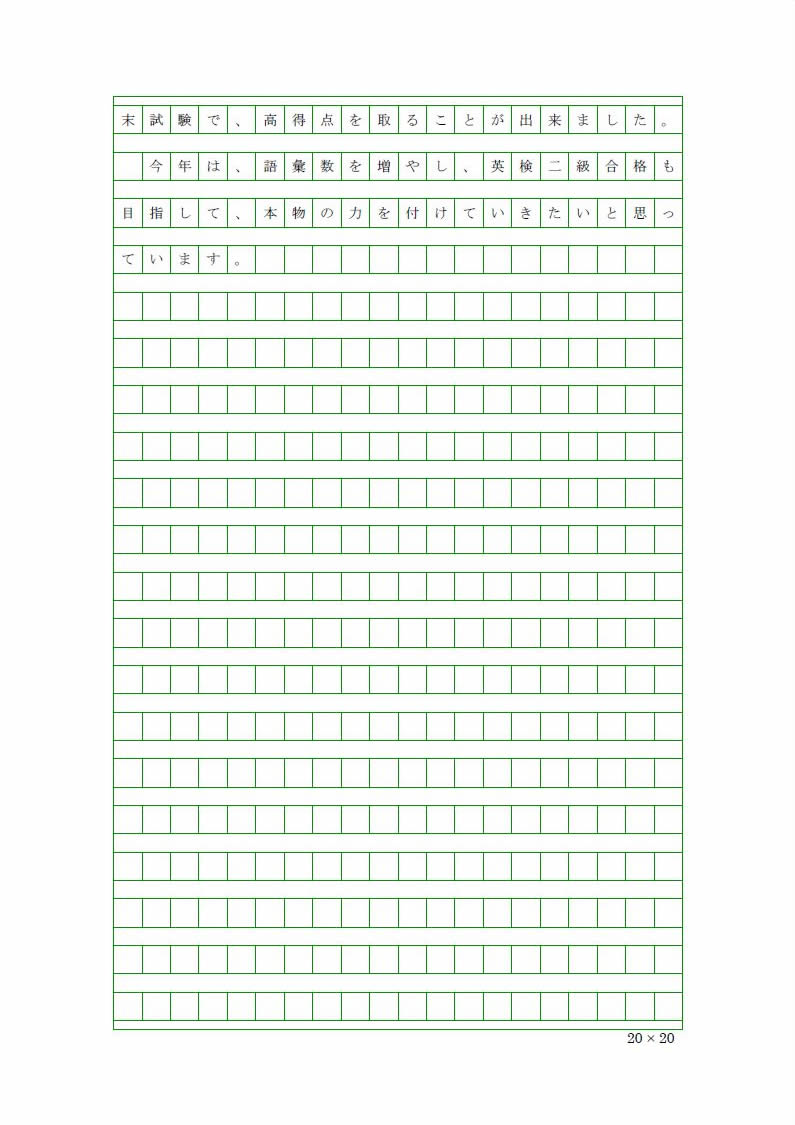 末試験で、高得点を取ることが出来ました。
　今年は、語彙数を増やし、英検二級合格も
目指して、本物の力を付けていきたいと思っ
ています。
20 × 20